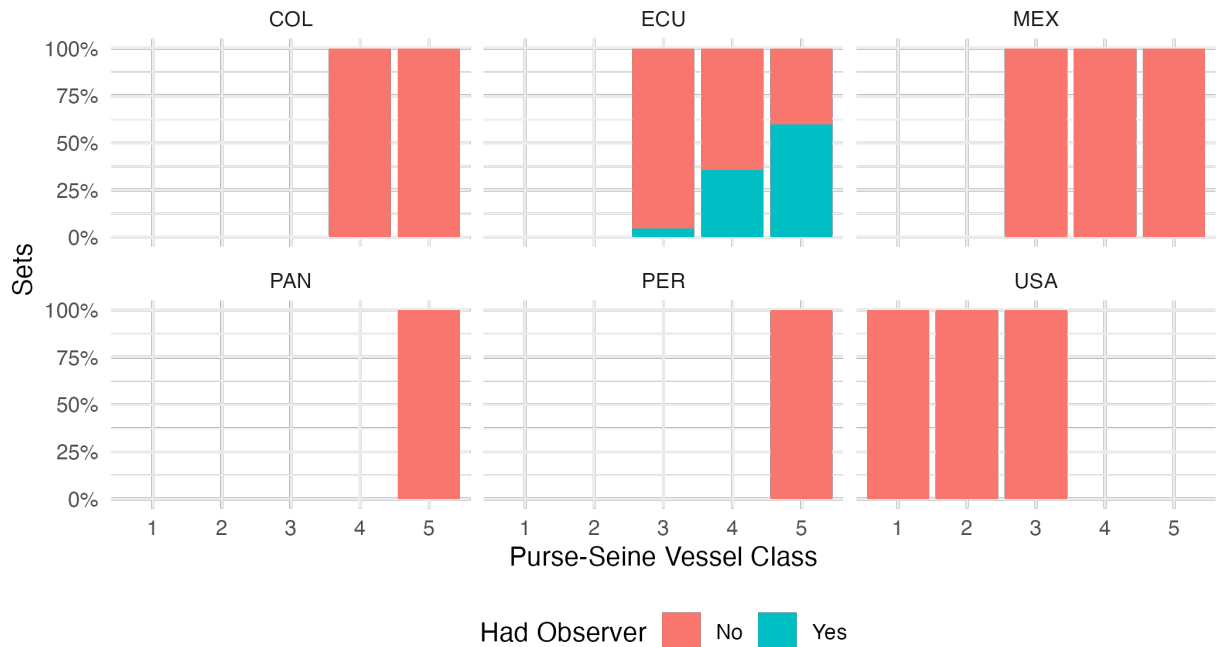 COL ECU MEX
100%
75%
50%
25%
0%
PAN PER USA
100%
75%
50%
25%
0%
1 2 3 4 5 1 2 3 4 5 1 2 3 4 5
Sets
Purse-Seine Vessel Class
Had Observer No Yes